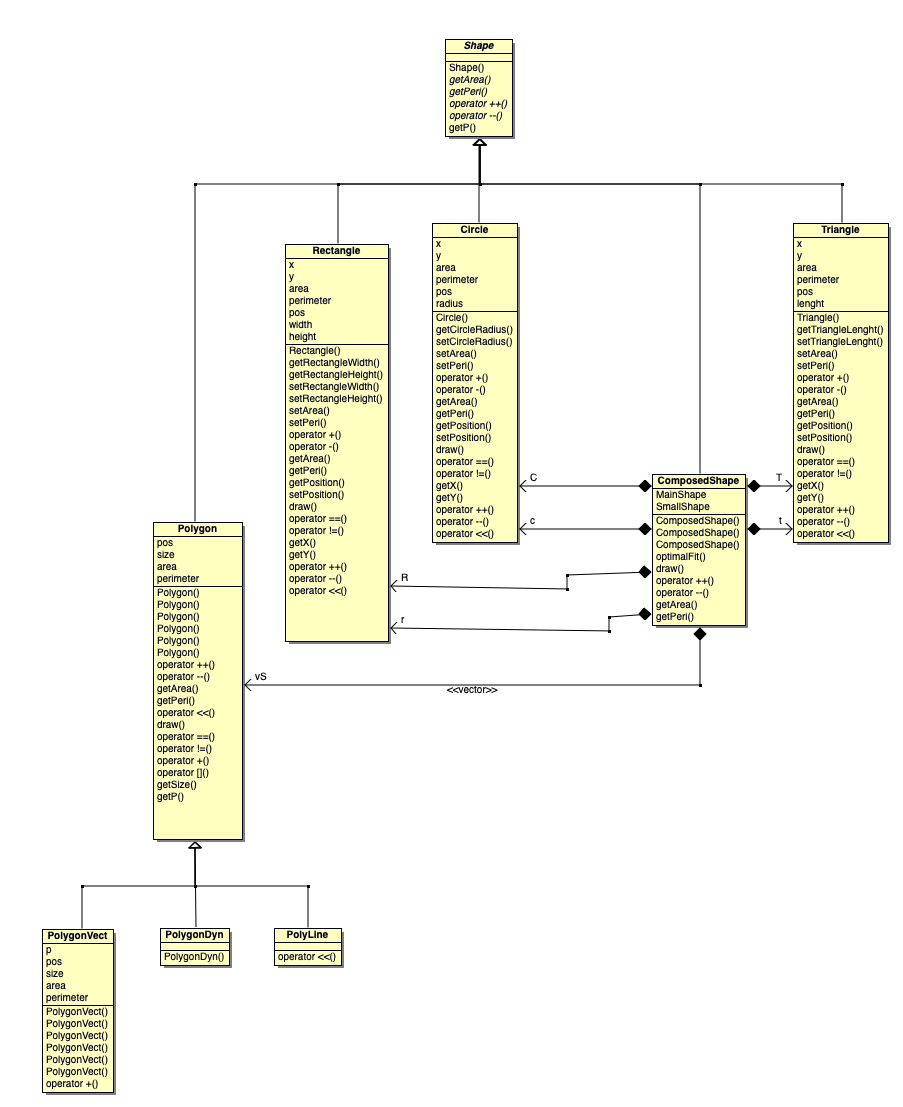 Shape
Shape()
getArea()
getPeri()
operator ++()
operator --()
getP()
Rectangle
x
y
area
perimeter
pos
width
height
Rectangle()
getRectangleWidth()
getRectangleHeight()
setRectangleWidth()
setRectangleHeight()
setArea()
setPeri()
operator +()
operator -()
getArea()
getPeri()
getPosition()
setPosition()
draw()
operator ==()
operator !=()
getX()
getY()
operator ++()
operator --()
operator <<()
Circle
x
y
area
perimeter
pos
radius
Circle()
getCircleRadius()
setCircleRadius()
setArea()
setPeri()
operator +()
operator -()
getArea()
getPeri()
getPosition()
setPosition()
draw()
operator ==()
operator !=()
getX()
getY()
operator ++()
operator --()
operator <<()
Triangle
x
y
area
perimeter
pos
lenght
Triangle()
getTriangleLenght()
setTriangleLenght()
setArea()
setPeri()
operator +()
operator -()
getArea()
getPeri()
getPosition()
setPosition()
draw()
operator ==()
operator !=()
getX()
getY()
operator ++()
operator --()
operator <<()
C
c
R
r
T
t
ComposedShape
MainShape
SmallShape
ComposedShape()
ComposedShape()
ComposedShape()
optimalFit()
draw()
operator ++()
operator --()
getArea()
getPeri()
vS
<<vector>>
Polygon
pos
size
area
perimeter
Polygon()
Polygon()
Polygon()
Polygon()
Polygon()
Polygon()
operator ++()
operator --()
getArea()
getPeri()
operator <<()
draw()
operator ==()
operator !=()
operator +()
operator []()
getSize()
getP()
PolygonVect
p
pos
size
area
perimeter
PolygonVect()
PolygonVect()
PolygonVect()
PolygonVect()
PolygonVect()
PolygonVect()
operator +()
PolygonDyn
PolygonDyn()
PolyLine
operator <<()